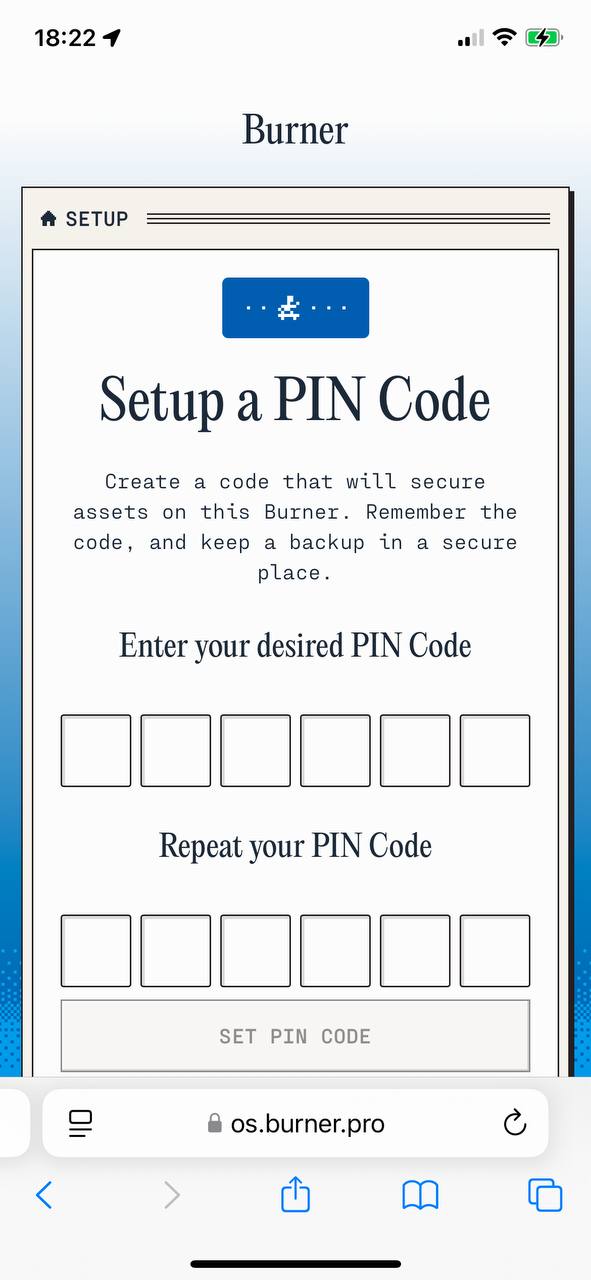 18:22
Burner
SETUP
Setup a PIN Code
Create a code that will secure
assets on this Burner. Remember the
code, and keep a backup in a secure
place.
Enter your desired PIN Code
Repeat your PIN Code
SET PIN CODE
os.burner.pro